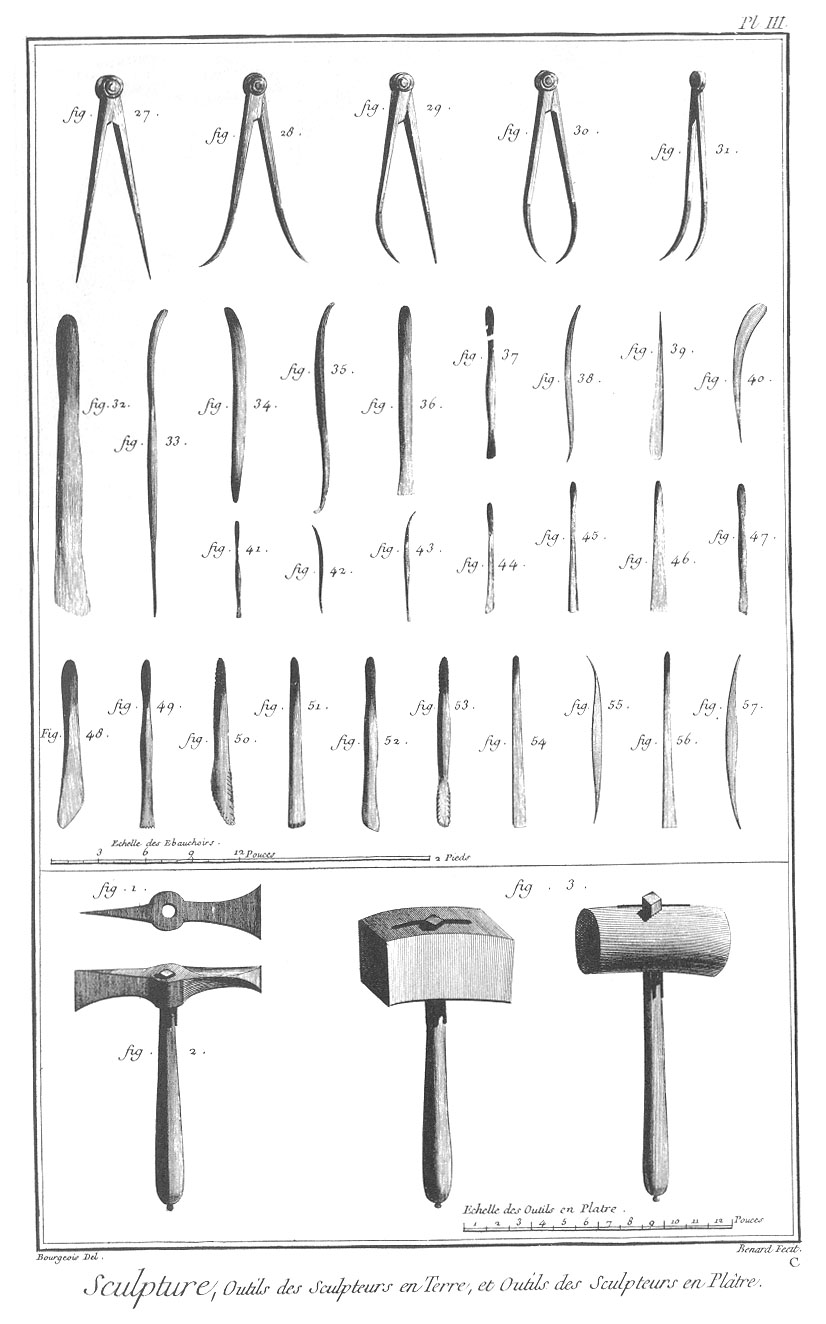 Pl. III.
fig. 27. fig. 28. fig. 29. fig. 30. fig. 31.
fig. 32. fig. 33. fig. 34. fig. 35. fig. 36. fig. 37 fig. 38. fig. 39. fig. 40.
fig. 41. fig. 42. fig. 43. fig. 44. fig. 45. fig. 46. fig. 47.
Fig. 48. fig. 49. fig. 50. fig. 51. fig. 52. fig. 53. fig. 54 fig. 55. fig. 56. fig. 57.
Echelle des Ebauchoirs.
3 6 9 12 Pouces 2 Pieds
fig. 1. fig. 3.
fig. 2.
Echelle des Outils en Platre.
1 2 3 4 5 6 7 8 9 10 11 12 Pouces
Bourgeois Del. Benard Fecit.
C
Sculpture, Outils des Sculpteurs en Terre, et Outils des Sculpteurs en Plâtre.